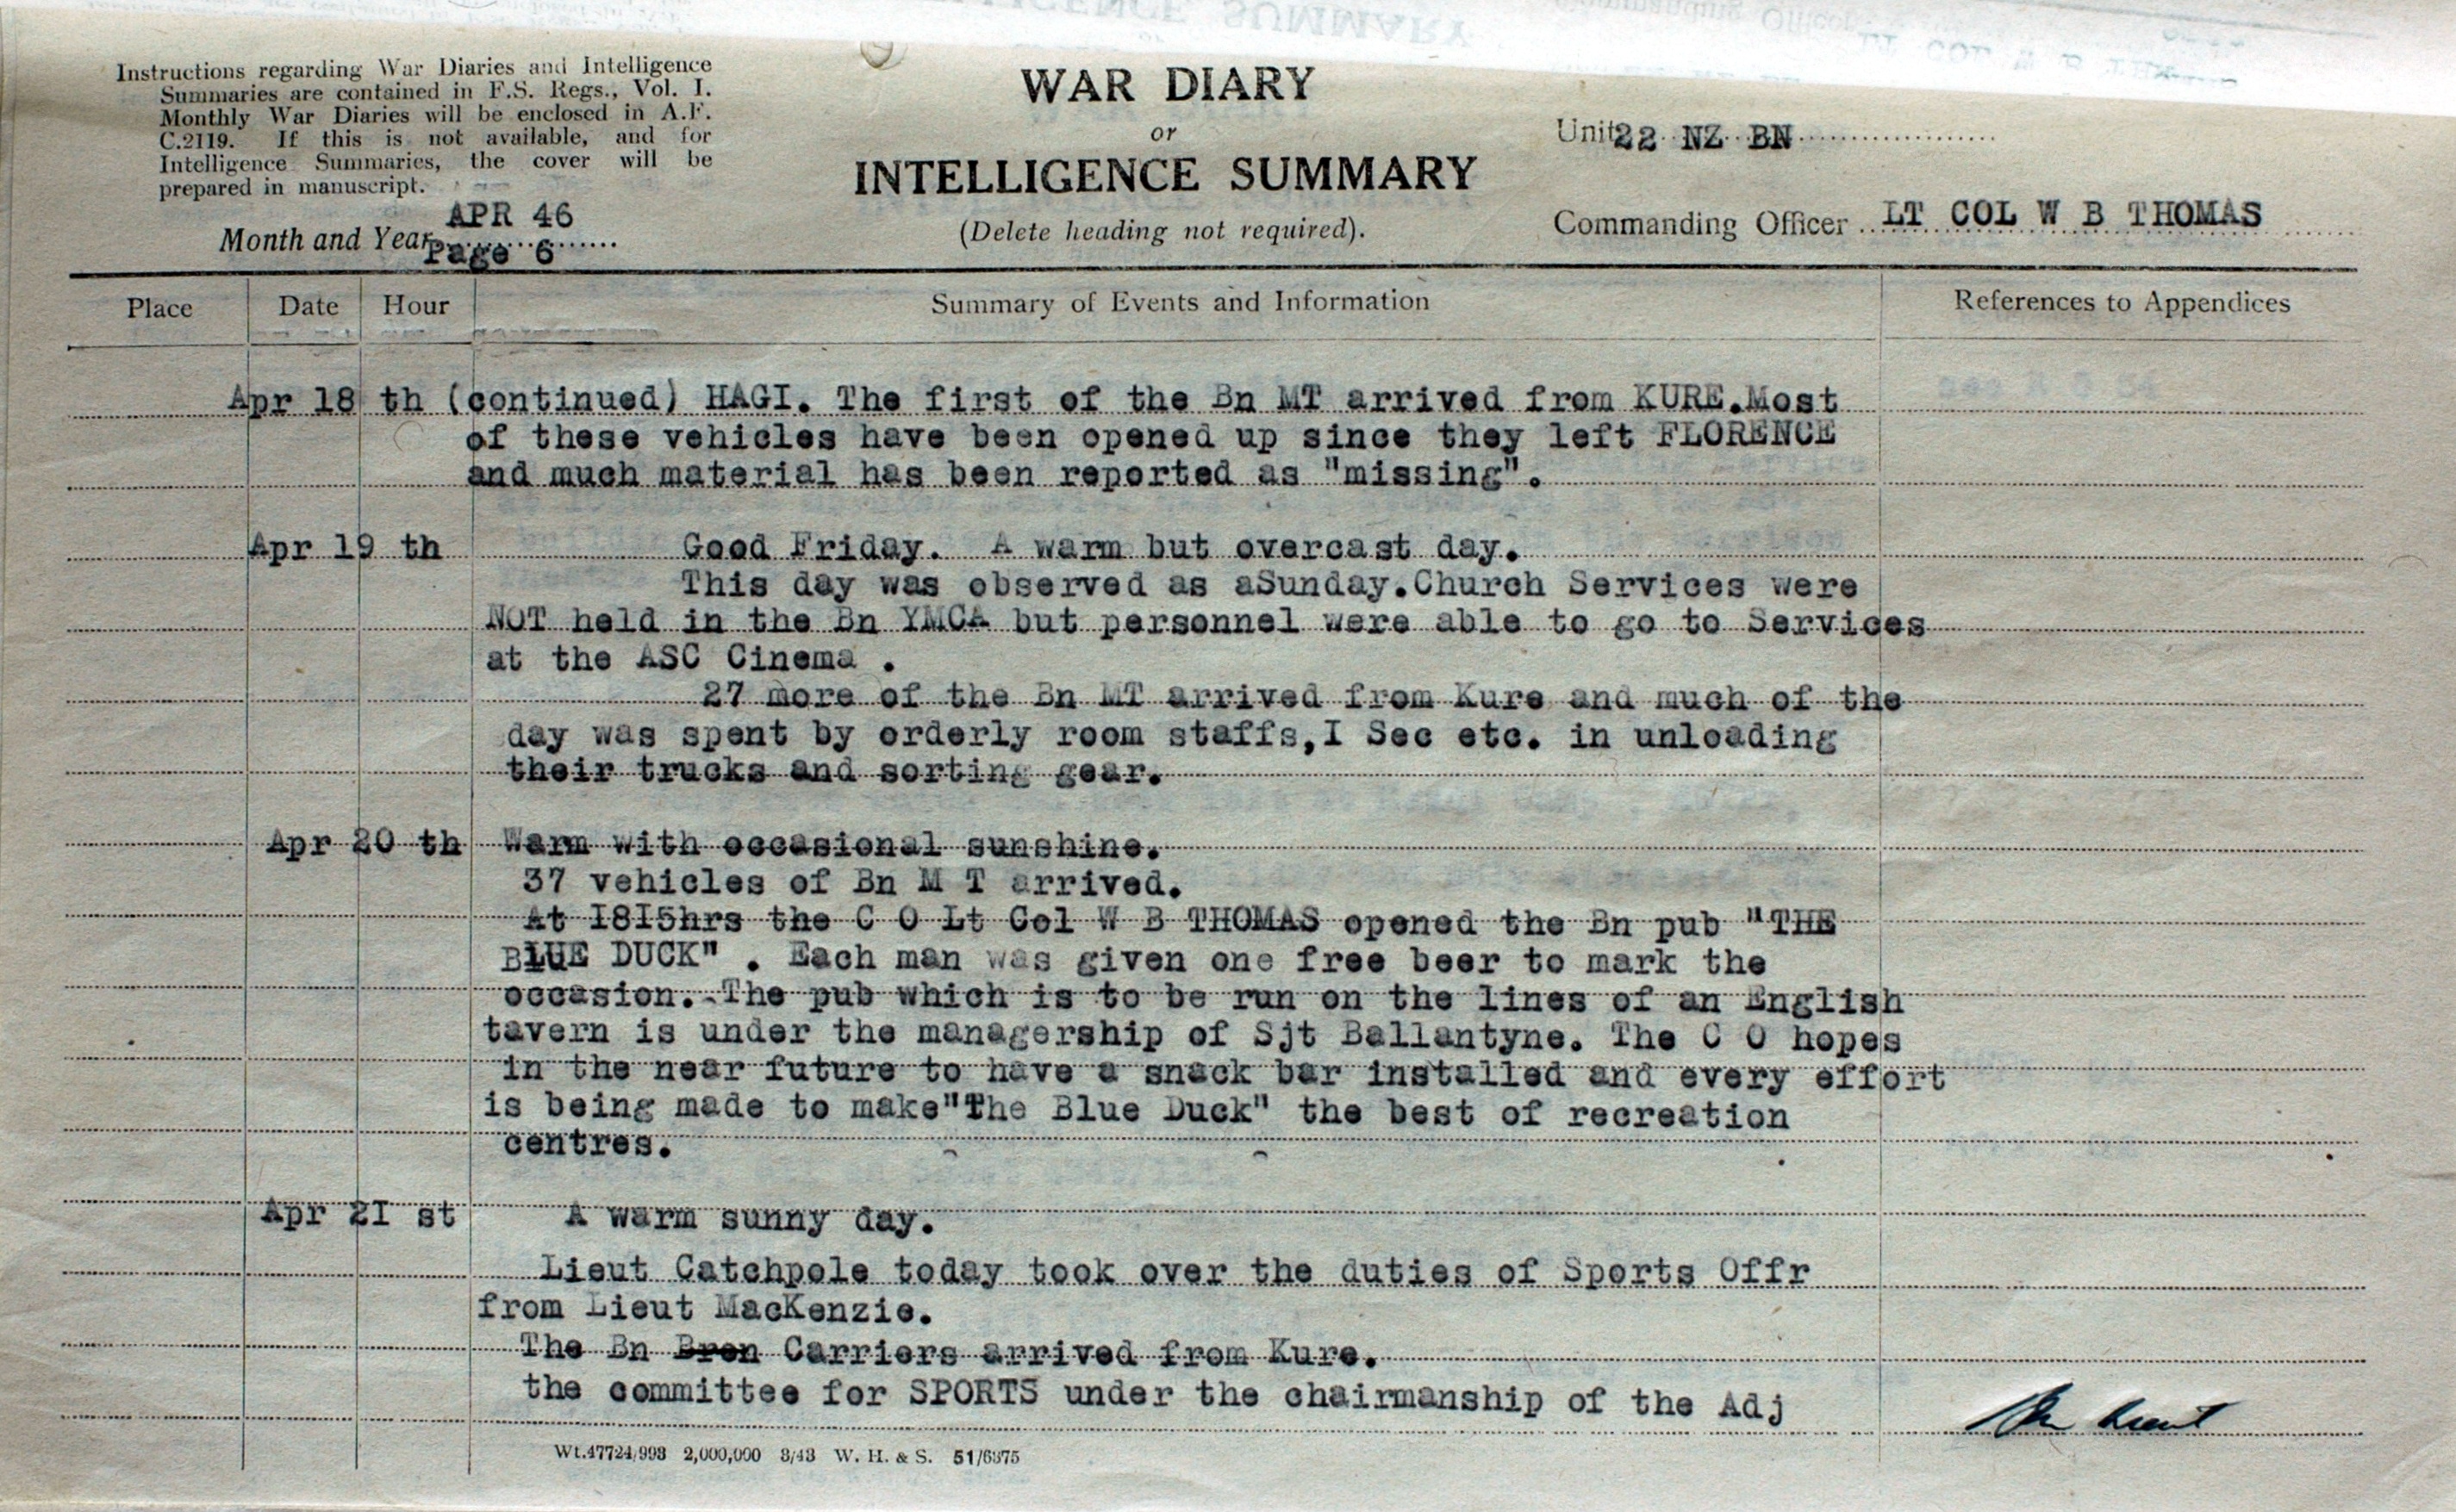 Instructions regarding War Diaries and Intelligence
Summaries are contained in F.S. Regs., Vol. I.
Monthly War Diaries will be enclosed in A.F.
C.2119. If this is not available, and for
Intelligence Summaries, the cover will be
prepared in manuscript.
Month and Year APR 46
Page 6
WAR DIARY
or
INTELLIGENCE SUMMARY
(Delete heading not required).
Unit 22 NZ BN
Commanding Officer LT COL W B THOMAS
Place Date Hour Summary of Events and Information References to Appendices
Apr 18 th (continued) HAGI. The first of the Bn MT arrived from KURE.Most
of these vehicles have been opened up since they left FLORENCE
and much material has been reported as "missing".
Apr 19 th Good Friday. A warm but overcast day.
This day was observed as aSunday.Church Services were
NOT held in the Bn YMCA but personnel were able to go to Services
at the ASC Cinema .
27 more of the Bn MT arrived from Kure and much of the
day was spent by orderly room staffs,I Sec etc. in unloading
their trucks and sorting gear.
Apr 20 th Warm with occasional sunshine.
37 vehicles of Bn M T arrived.
At I8I5hrs the C O Lt Col W B THOMAS opened the Bn pub "THE
BLUE DUCK" . Each man was given one free beer to mark the
occasion. The pub which is to be run on the lines of an English
tavern is under the managership of Sjt Ballantyne. The C O hopes
in the near future to have a snack bar installed and every effort
is being made to make"The Blue Duck" the best of recreation
centres.
Apr 2I st A warm sunny day.
Lieut Catchpole today took over the duties of Sports Offr
from Lieut MacKenzie.
The Bn Bren Carriers arrived from Kure.
the committee for SPORTS under the chairmanship of the Adj
Wt.47724/993 2,000,000 3/43 W. H. & S. 51/6375